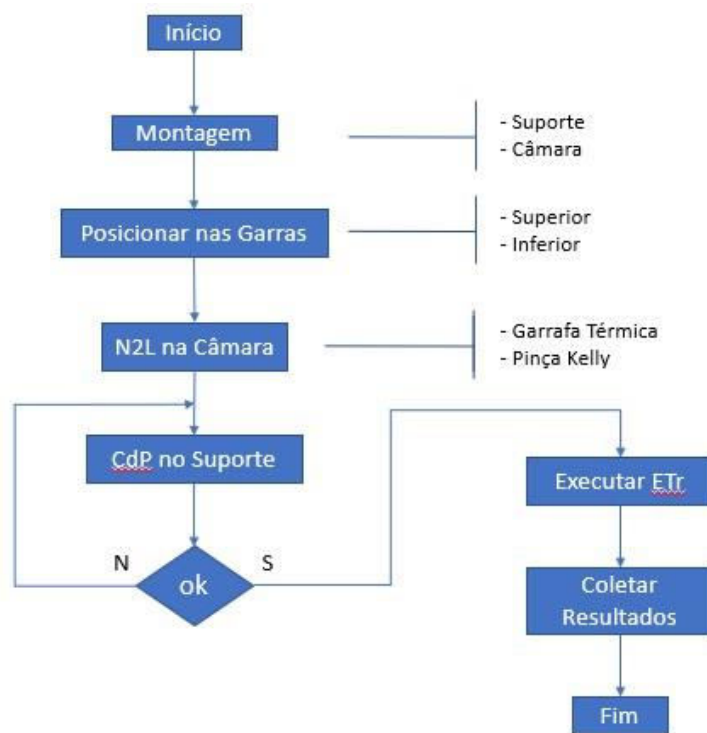 Início
Montagem
- Suporte
- Câmara
Posicionar nas Garras
- Superior
- Inferior
N2L na Câmara
- Garrafa Térmica
- Pinça Kelly
CdP no Suporte
N
ok
S
Executar ETr
Coletar
Resultados
Fim